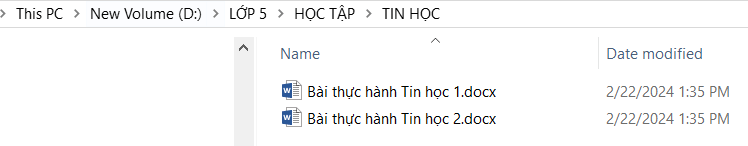 This PC > New Volume (D:) > LỚP 5 > HỌC TẬP > TIN HỌC
Name Date modified
Bài thực hành Tin học 1.docx 2/22/2024 1:35 PM
Bài thực hành Tin học 2.docx 2/22/2024 1:35 PM